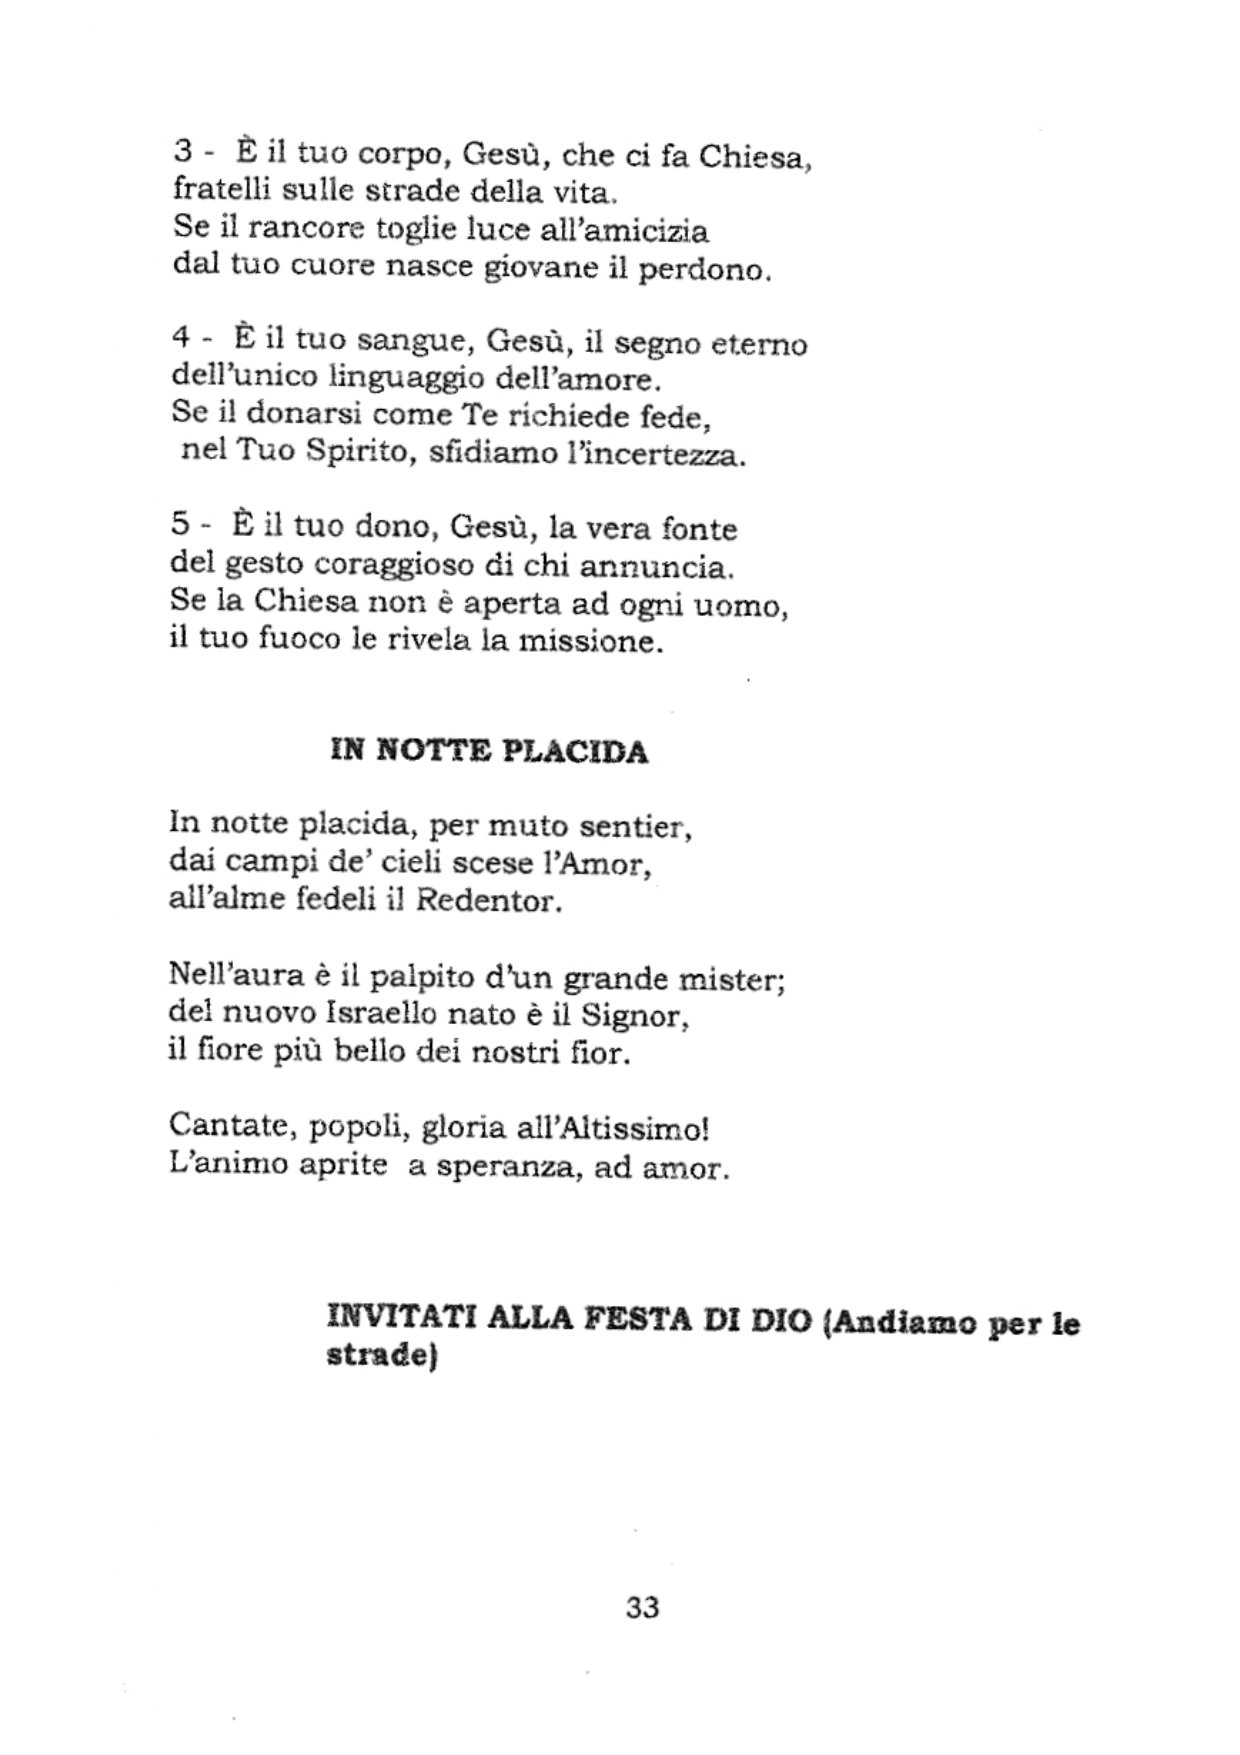 3 - È il tuo corpo, Gesù, che ci fa Chiesa,
fratelli sulle strade della vita.
Se il rancore toglie luce all'amicizia
dal tuo cuore nasce giovane il perdono.
4 - È il tuo sangue, Gesù, il segno eterno
dell'unico linguaggio dell'amore.
Se il donarsi come Te richiede fede,
nel Tuo Spirito, sfidiamo l'incertezza.
5 - È il tuo dono, Gesù, la vera fonte
del gesto coraggioso di chi annuncia.
Se la Chiesa non è aperta ad ogni uomo,
il tuo fuoco le rivela la missione.
IN NOTTE PLACIDA
In notte placida, per muto sentier,
dai campi de' cieli scese l'Amor,
all'alme fedeli il Redentor.
Nell'aura è il palpito d'un grande mister;
del nuovo Israello nato è il Signor,
il fiore più bello dei nostri fior.
Cantate, popoli, gloria all'Altissimo!
L'animo aprite a speranza, ad amor.
INVITATI ALLA FESTA DI DIO (Andiamo per le
strade)
33